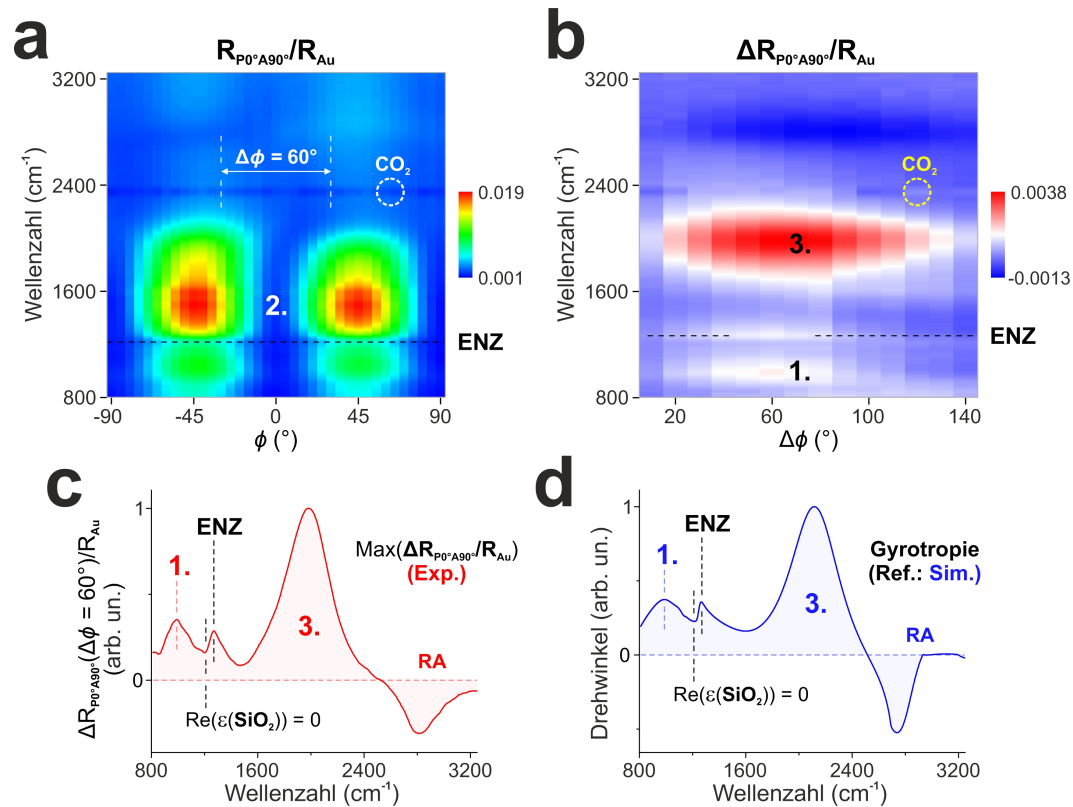 a
R_P0°A90°/R_Au
Wellenzahl (cm⁻¹)
3200
2400
1600
800
Δϕ = 60°
CO₂
2.
ENZ
0.019
0.001
-90
-45
0
45
90
ϕ (°)
b
ΔR_P0°A90°/R_Au
Wellenzahl (cm⁻¹)
3200
2400
1600
800
CO₂
3.
1.
0.0038
-0.0013
20
60
100
140
Δϕ (°)
c
ΔR_P0°A90°(Δϕ = 60°)/R_Au
(arb. un.)
1
0
1.
ENZ
Max(ΔR_P0°A90°/R_Au)
(Exp.)
3.
RA
Re(ε(SiO₂)) = 0
800
1600
2400
3200
Wellenzahl (cm⁻¹)
d
Drehwinkel (arb. un.)
1
0
1.
ENZ
Gyrotropie
(Ref.: Sim.)
3.
RA
Re(ε(SiO₂)) = 0
800
1600
2400
3200
Wellenzahl (cm⁻¹)